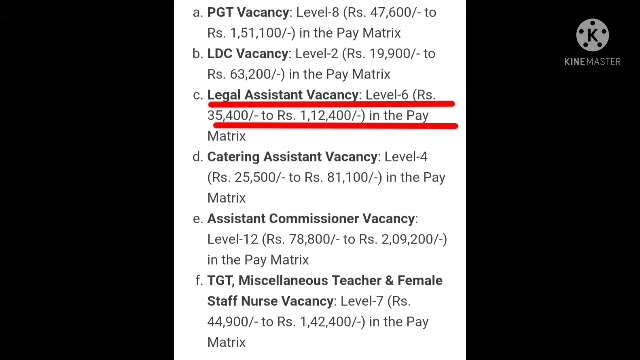 a. PGT Vacancy: Level-8 (Rs. 47,600/- to
Rs. 1,51,100/-) in the Pay Matrix
b. LDC Vacancy: Level-2 (Rs. 19,900/- to
Rs. 63,200/-) in the Pay Matrix
c. Legal Assistant Vacancy: Level-6 (Rs.
35,400/- to Rs. 1,12,400/-) in the Pay
Matrix
d. Catering Assistant Vacancy: Level-4
(Rs. 25,500/- to Rs. 81,100/-) in the Pay
Matrix
e. Assistant Commissioner Vacancy:
Level-12 (Rs. 78,800/- to Rs. 2,09,200/-)
in the Pay Matrix
f. TGT, Miscellaneous Teacher & Female
Staff Nurse Vacancy: Level-7 (Rs.
44,900/- to Rs. 1,42,400/-) in the Pay
Matrix
K
KINEMASTER